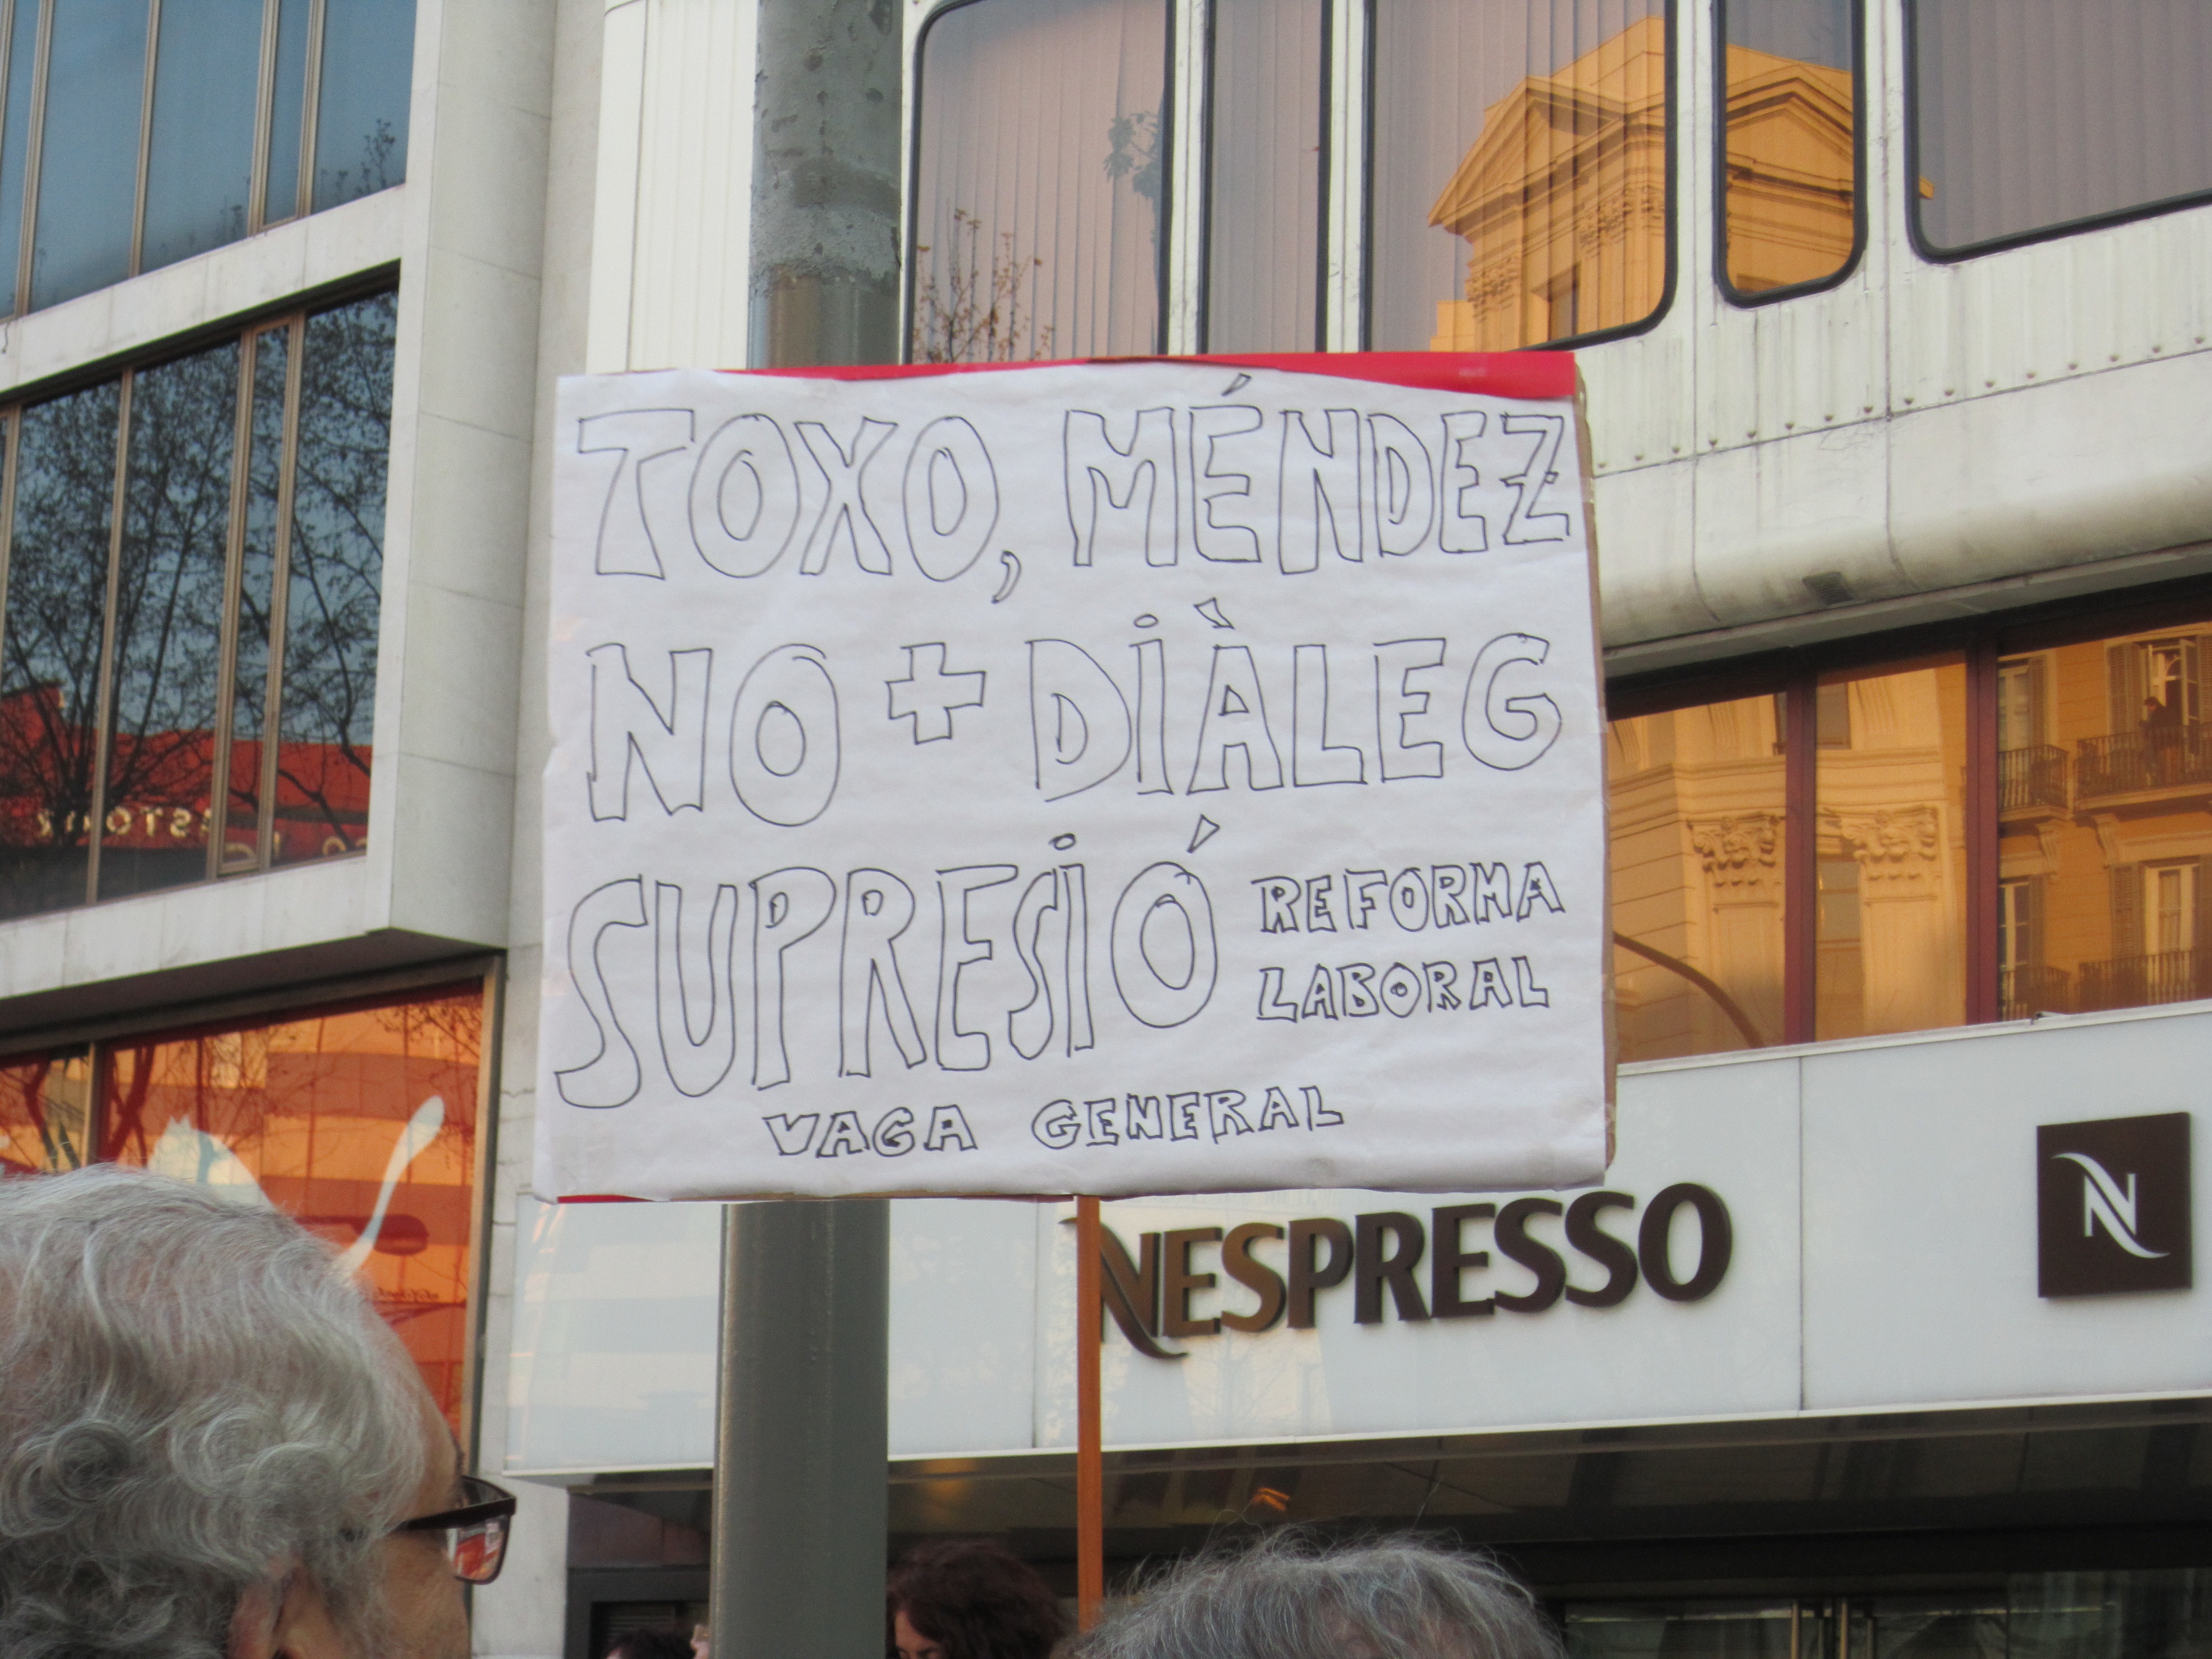 TOXO, MÉNDEZ
NO + DIÀLEG
SUPRESIÓ REFORMA
LABORAL
VAGA GENERAL
NESPRESSO
N